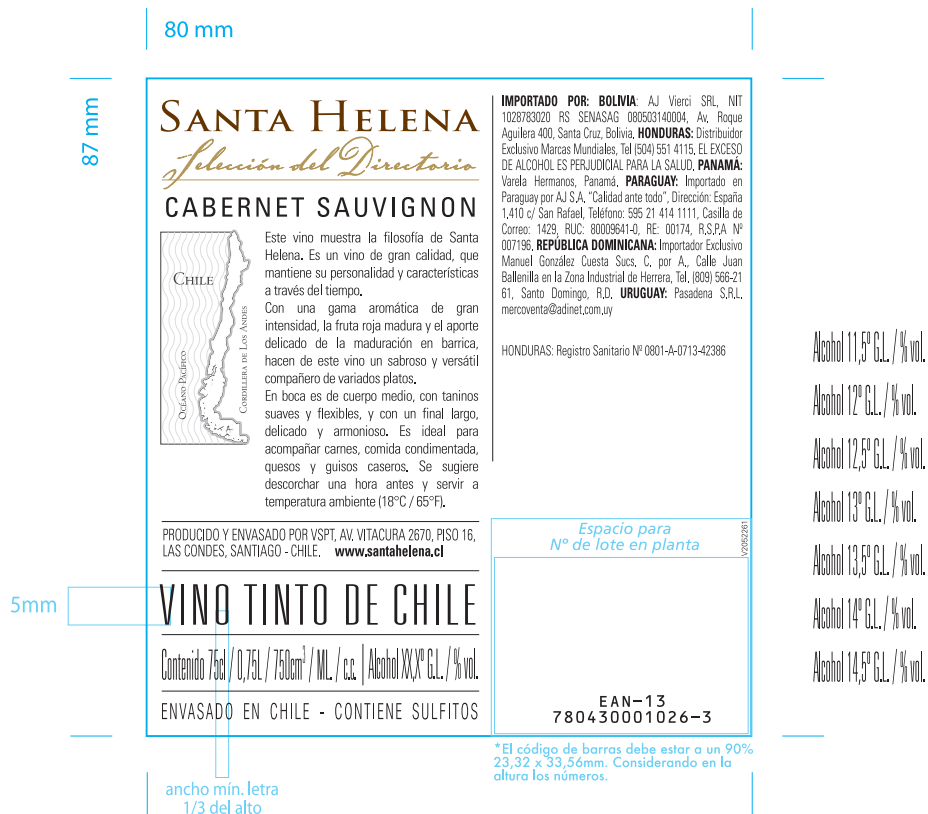 80 mm
87 mm
SANTA HELENA
Selección del Directorio
CABERNET SAUVIGNON
CHILE
OCÉANO PACÍFICO
CORDILLERA DE LOS ANDES
Este vino muestra la filosofía de Santa
Helena. Es un vino de gran calidad, que
mantiene su personalidad y características
a través del tiempo.
Con una gama aromática de gran
intensidad, la fruta roja madura y el aporte
delicado de la maduración en barrica,
hacen de este vino un sabroso y versátil
compañero de variados platos.
En boca es de cuerpo medio, con taninos
suaves y flexibles, y con un final largo,
delicado y armonioso. Es ideal para
acompañar carnes, comida condimentada,
quesos y guisos caseros. Se sugiere
descorchar una hora antes y servir a
temperatura ambiente (18°C / 65°F).
PRODUCIDO Y ENVASADO POR VSPT, AV. VITACURA 2670, PISO 16,
LAS CONDES, SANTIAGO - CHILE. www.santahelena.cl
5mm
VINO TINTO DE CHILE
Contenido 75cl / 0,75L / 750cm³ / ML. / c.c. | Alcohol XX,Xº G.L. / % vol.
ENVASADO EN CHILE - CONTIENE SULFITOS
ancho mín. letra
1/3 del alto
IMPORTADO POR: BOLIVIA: AJ Vierci SRL, NIT
1028783020 RS SENASAG 080503140004, Av. Roque
Aguilera 400, Santa Cruz, Bolivia. HONDURAS: Distribuidor
Exclusivo Marcas Mundiales, Tel (504) 551 4115. EL EXCESO
DE ALCOHOL ES PERJUDICIAL PARA LA SALUD. PANAMÁ:
Varela Hermanos, Panamá. PARAGUAY: Importado en
Paraguay por AJ S.A. "Calidad ante todo", Dirección: España
1.410 c/ San Rafael, Teléfono: 595 21 414 1111, Casilla de
Correo: 1429, RUC: 80009641-0, RE: 00174, R.S.P.A Nº
007196. REPÚBLICA DOMINICANA: Importador Exclusivo
Manuel González Cuesta Sucs. C. por A., Calle Juan
Ballenilla en la Zona Industrial de Herrera, Tel. (809) 566-21
61, Santo Domingo, R.D. URUGUAY: Pasadena S.R.L.
mercoventa@adinet.com.uy
HONDURAS: Registro Sanitario Nº 0801-A-0713-42386
Espacio para
Nº de lote en planta
V2052261
EAN-13
780430001026-3
*El código de barras debe estar a un 90%
23,32 x 33,56mm. Considerando en la
altura los números.
Alcohol 11,5º G.L. / % vol.
Alcohol 12º G.L. / % vol.
Alcohol 12,5º G.L. / % vol.
Alcohol 13º G.L. / % vol.
Alcohol 13,5º G.L. / % vol.
Alcohol 14º G.L. / % vol.
Alcohol 14,5º G.L. / % vol.